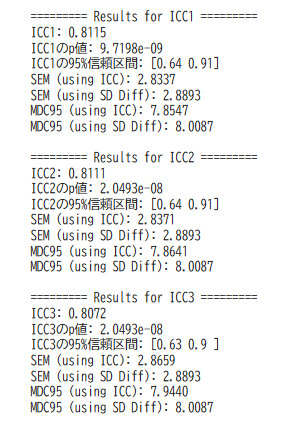 ========= Results for ICC1 =========
ICC1: 0.8115
ICC1のp値: 9.7198e-09
ICC1の95%信頼区間: [0.64 0.91]
SEM (using ICC): 2.8337
SEM (using SD Diff): 2.8893
MDC95 (using ICC): 7.8547
MDC95 (using SD Diff): 8.0087
========= Results for ICC2 =========
ICC2: 0.8111
ICC2のp値: 2.0493e-08
ICC2の95%信頼区間: [0.64 0.91]
SEM (using ICC): 2.8371
SEM (using SD Diff): 2.8893
MDC95 (using ICC): 7.8641
MDC95 (using SD Diff): 8.0087
========= Results for ICC3 =========
ICC3: 0.8072
ICC3のp値: 2.0493e-08
ICC3の95%信頼区間: [0.63 0.9 ]
SEM (using ICC): 2.8659
SEM (using SD Diff): 2.8893
MDC95 (using ICC): 7.9440
MDC95 (using SD Diff): 8.0087